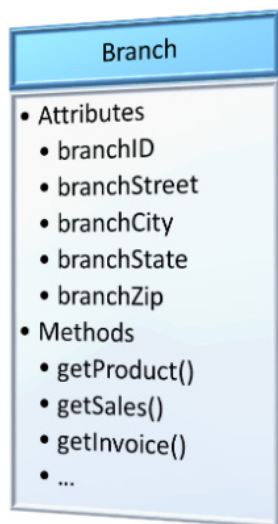 Branch
• Attributes
• branchID
• branchStreet
• branchCity
• branchState
• branchZip
• Methods
• getProduct()
• getSales()
• getInvoice()
• ...